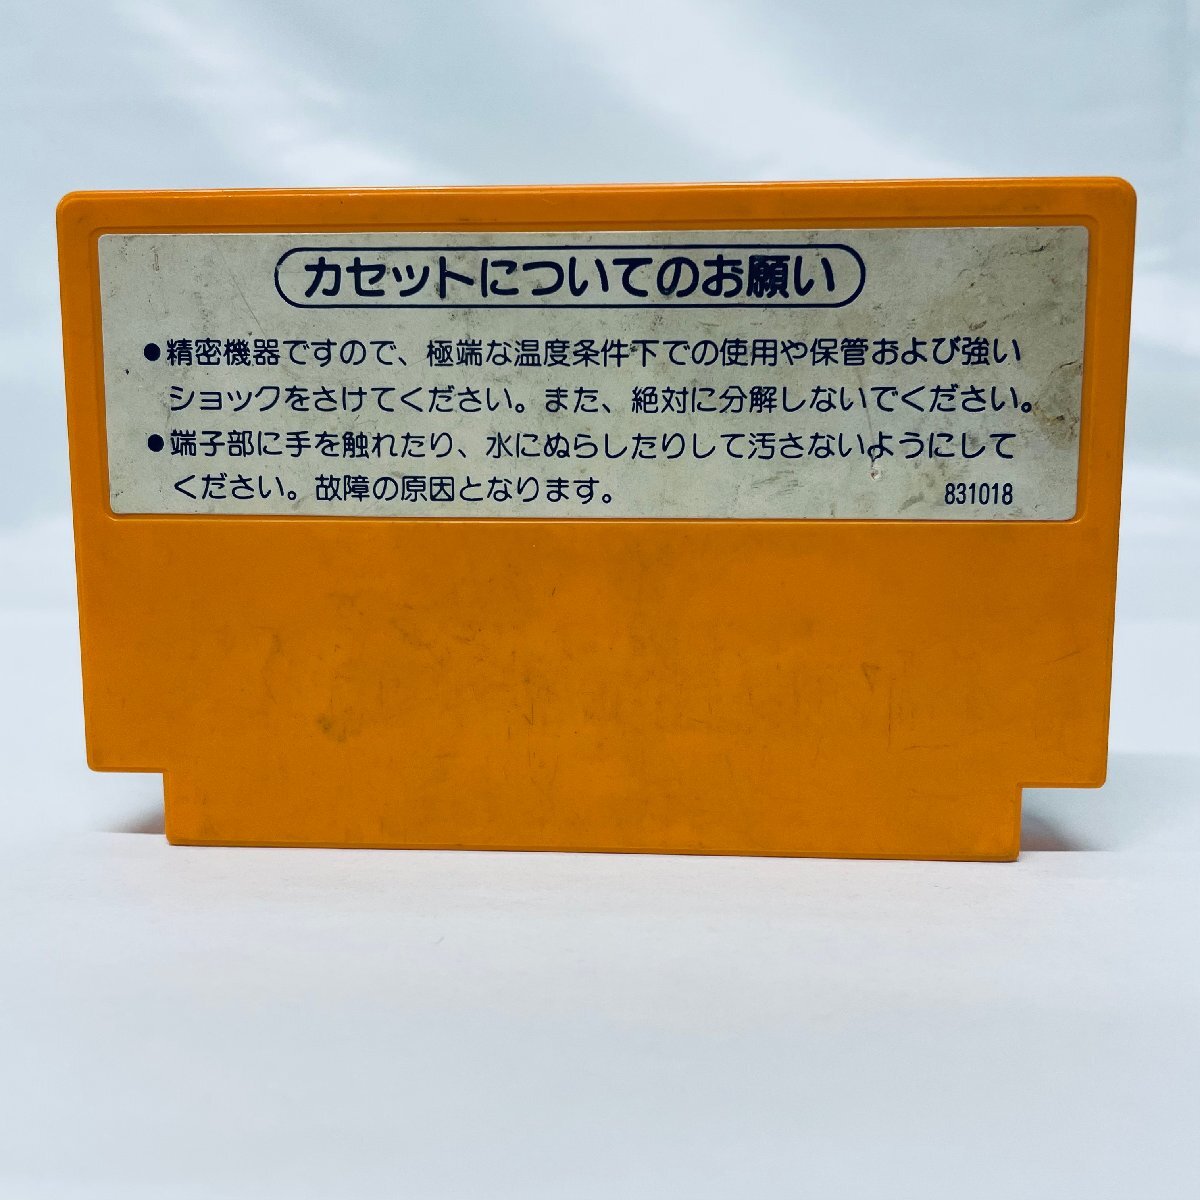 カセットについてのお願い
●精密機器ですので、極端な温度条件下での使用や保管および強い
ショックをさけてください。また、絶対に分解しないでください。
●端子部に手を触れたり、水にぬらしたりして汚さないようにして
ください。故障の原因となります。
831018